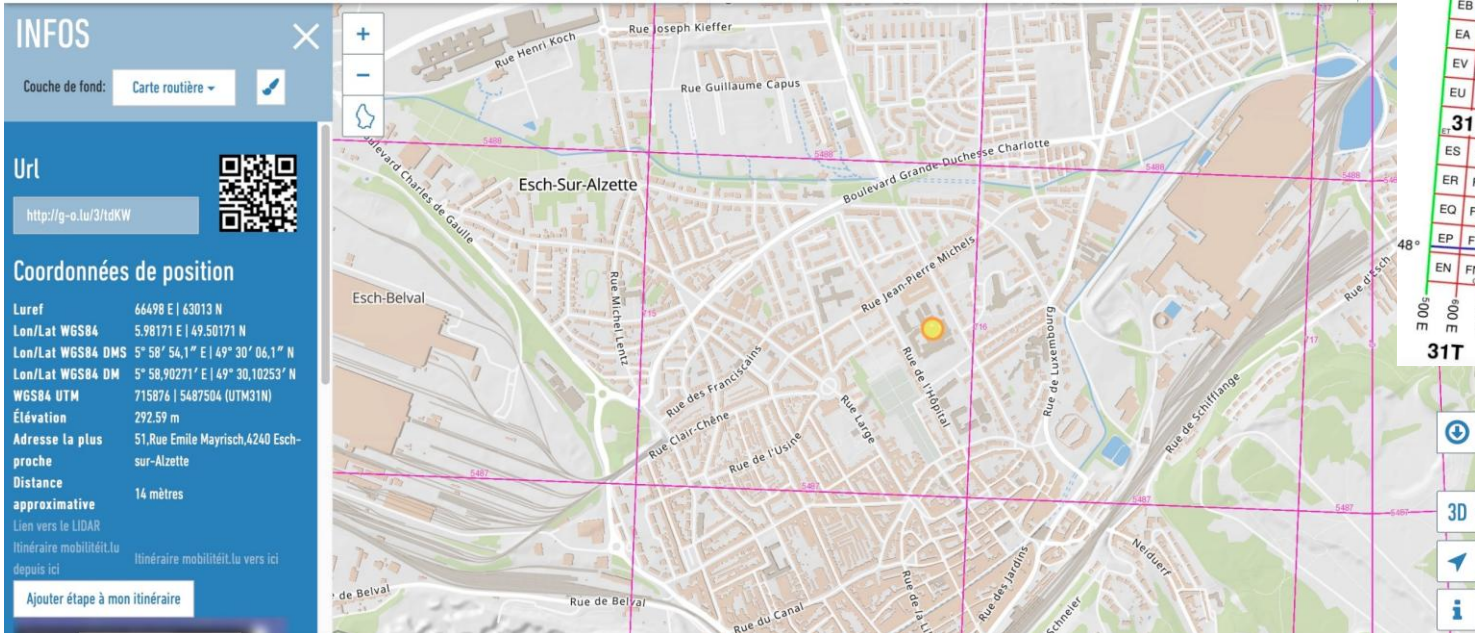 INFOS
Couche de fond: Carte routière
Url
http://g-o.lu/3/tdKW
Coordonnées de position
Luref 66498 E | 63013 N
Lon/Lat WGS84 5.98171 E | 49.50171 N
Lon/Lat WGS84 DMS 5° 58' 54,1" E | 49° 30' 06,1" N
Lon/Lat WGS84 DM 5° 58,90271' E | 49° 30,10253' N
WGS84 UTM 715876 | 5487504 (UTM31N)
Élévation 292.59 m
Adresse la plus proche 51,Rue Emile Mayrisch,4240 Esch-
sur-Alzette
Distance approximative 14 mètres
Lien vers le LIDAR
Itinéraire mobilitéit.lu depuis ici Itinéraire mobilitéit.lu vers ici
Ajouter étape à mon itinéraire
+
−
Rue Henri Koch
Rue Joseph Kieffer
Rue Guillaume Capus
Boulevard Grande-Duchesse Charlotte
Boulevard Charles de Gaulle
Esch-Sur-Alzette
Esch-Belval
Rue Michel Lentz
Rue Jean-Pierre Michels
Rue des Franciscains
Rue Clair-Chêne
Rue de l'Usine
Rue Large
Rue de l'Hôpital
Rue de Luxembourg
Rue de Schifflange
Rue d'Esch
Rue de Belval
Rue du Canal
Rue des Jardins
Neiduerf
5488
5488
5488
5487
5487
5487
5487
715
716
717
3D
i
EB
EA
EV
EU
ET 31
ES
ER
EQ
48° EP
EN
500 E
600 E
31T